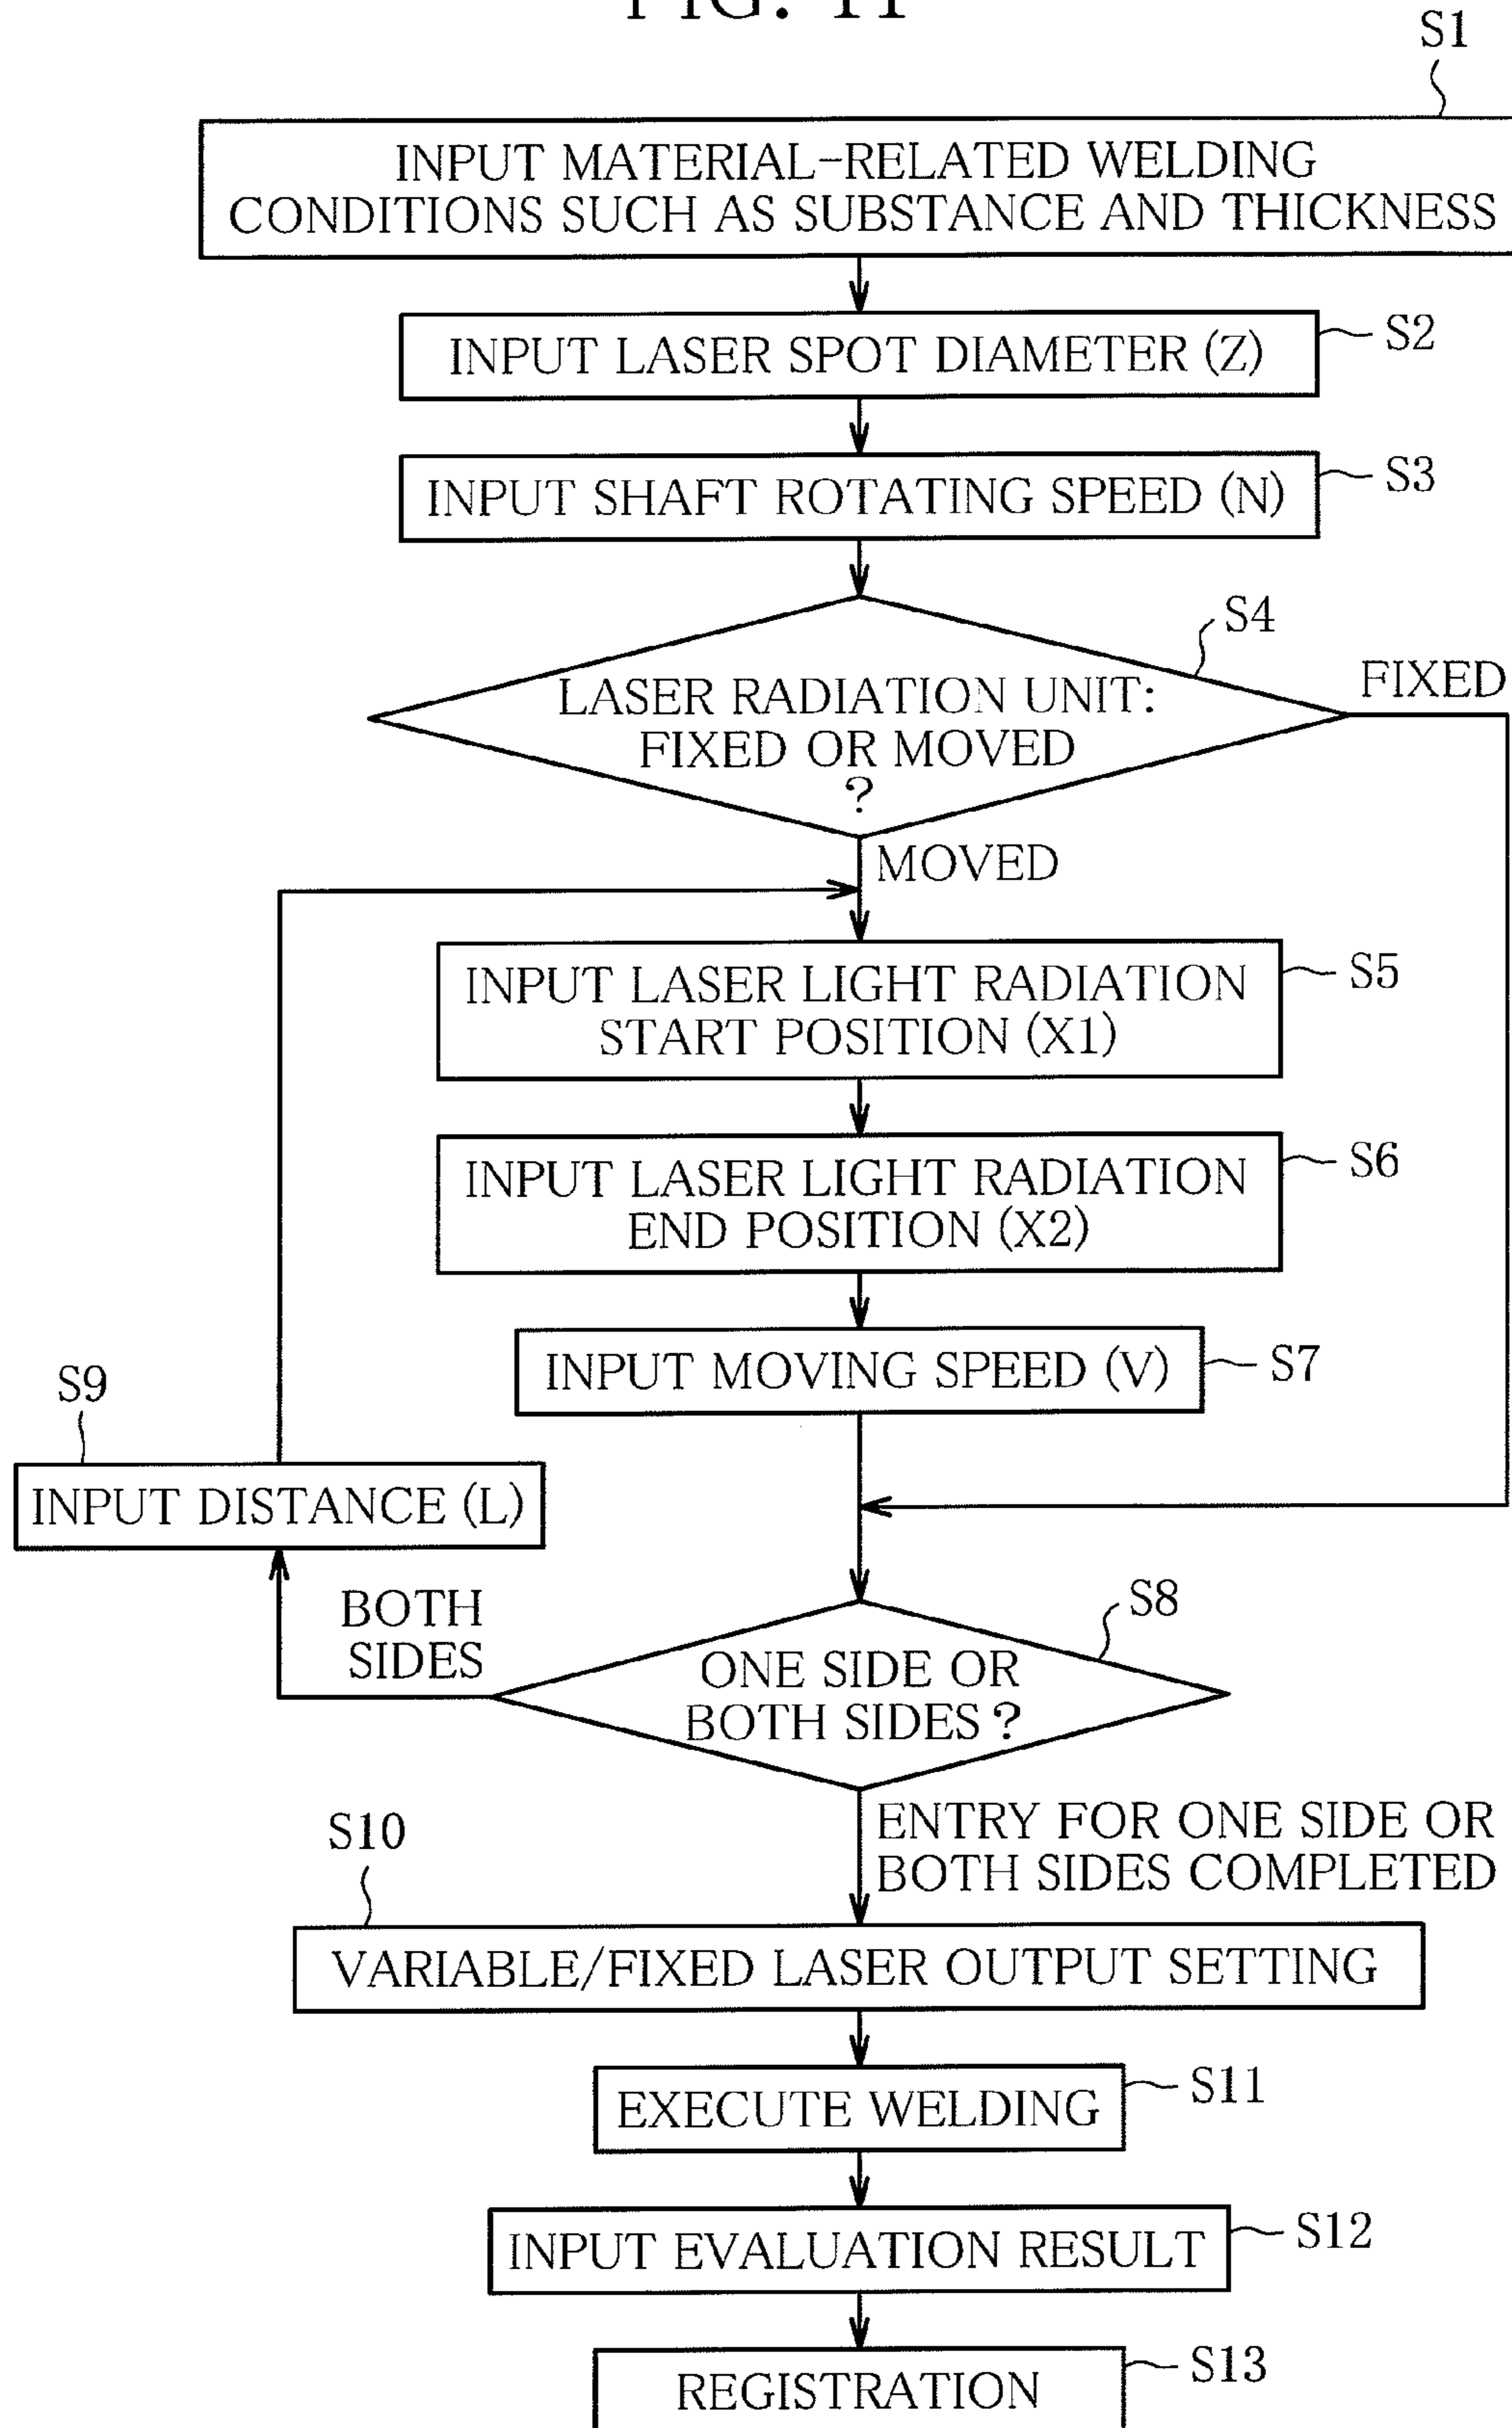 FIG. 11
S1
INPUT MATERIAL-RELATED WELDING
CONDITIONS SUCH AS SUBSTANCE AND THICKNESS
INPUT LASER SPOT DIAMETER (Z)
S2
INPUT SHAFT ROTATING SPEED (N)
S3
S4
LASER RADIATION UNIT:
FIXED OR MOVED
?
FIXED
MOVED
INPUT LASER LIGHT RADIATION
START POSITION (X1)
S5
INPUT LASER LIGHT RADIATION
END POSITION (X2)
S6
INPUT MOVING SPEED (V)
S7
S9
INPUT DISTANCE (L)
BOTH
SIDES
S8
ONE SIDE OR
BOTH SIDES ?
ENTRY FOR ONE SIDE OR
BOTH SIDES COMPLETED
S10
VARIABLE/FIXED LASER OUTPUT SETTING
EXECUTE WELDING
S11
INPUT EVALUATION RESULT
S12
REGISTRATION
S13